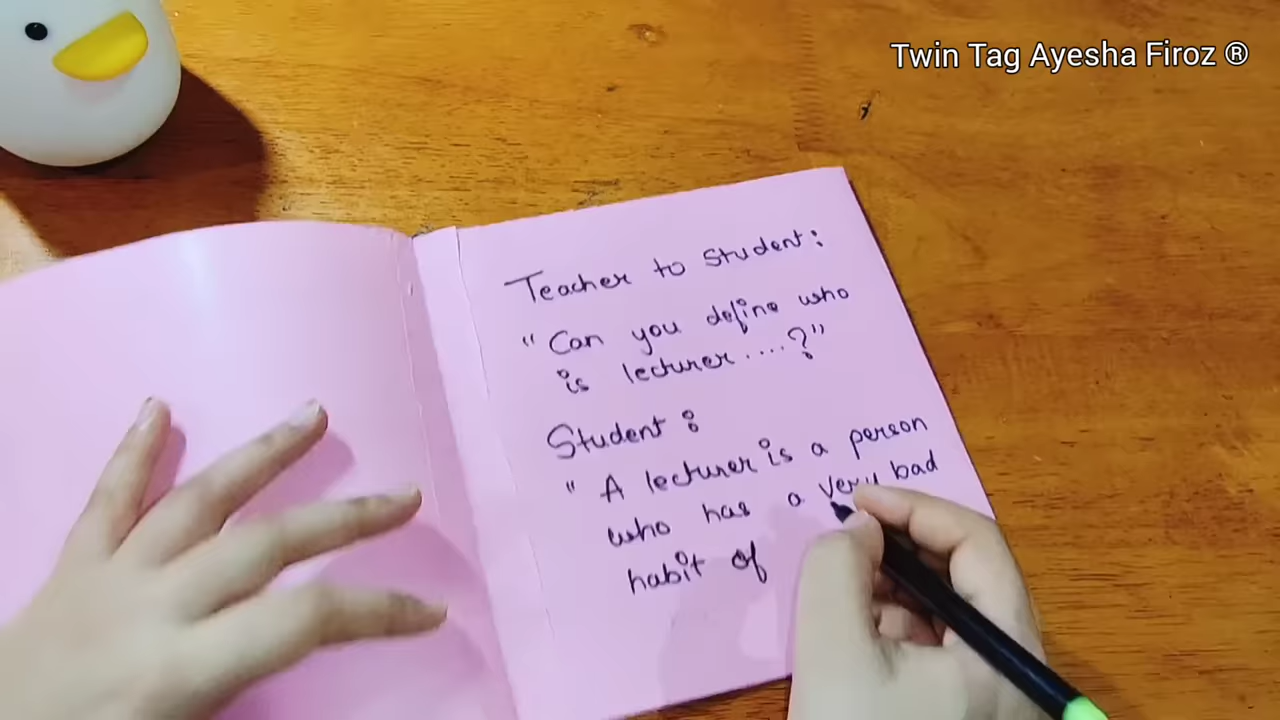 Twin Tag Ayesha Firoz ®
Teacher to Student:
"Can you define who
is lecturer.....?"
Student:
"A lecturer is a person
who has a very bad
habit of